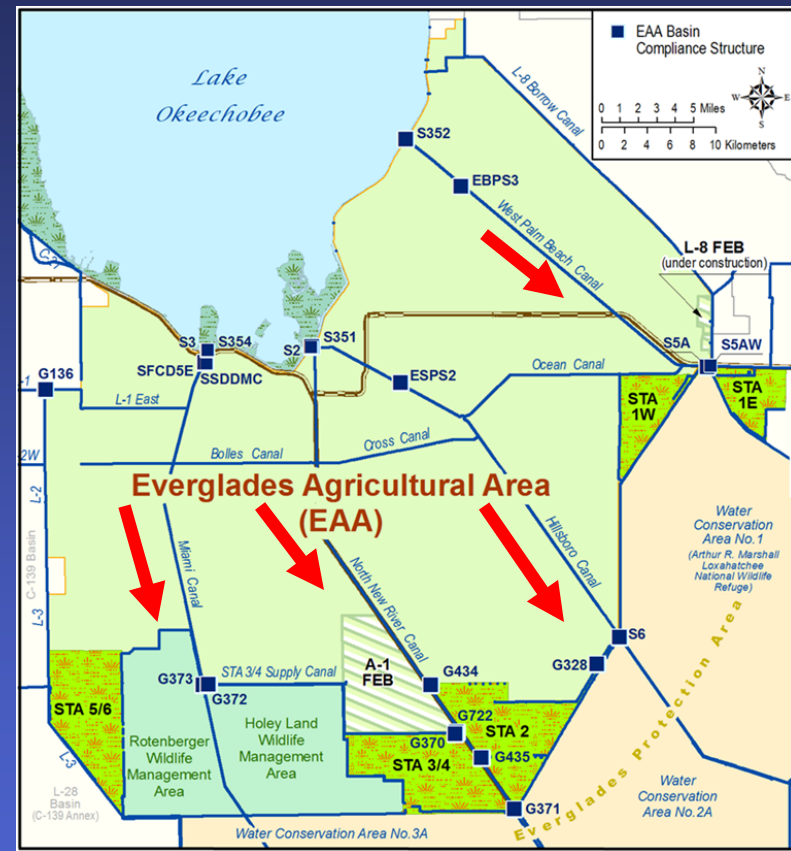 EAA Basin
Compliance Structure
N
W
E
S
0 1 2 3 4 5 Miles
0 2 4 6 8 10 Kilometers
Lake
Okeechobee
L-8 Borrow Canal
S352
EBPS3
West Palm Beach Canal
L-8 FEB
(under construction)
S3
S354
S2
S351
S5A
S5AW
SFCD5E
SSDDMC
G136
ESPS2
Ocean Canal
L-1 East
STA
1W
STA
1E
2W
Bolles Canal
Cross Canal
L-2
Everglades Agricultural Area
(EAA)
Water
Conservation
Area No.1
(Arthur R. Marshall
Loxahatchee
National Wildlife
Refuge)
C-139 Basin
Miami Canal
North New River Canal
Hillsboro Canal
L-3
S6
G328
A-1
FEB
STA 3/4 Supply Canal
G373
G372
G434
STA 5/6
Rotenberger
Wildlife
Management
Area
Holey Land
Wildlife
Management
Area
G722
G370
STA 2
G435
STA 3/4
L-3
L-28
Basin
(C-139 Annex)
G371
Everglades Protection Area
Water
Conservation
Area No.2A
Water Conservation Area No.3A